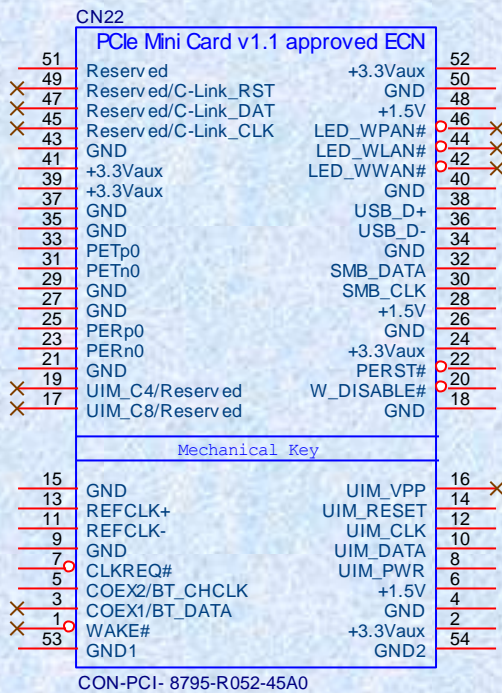 CN22
PCIe Mini Card v1.1 approved ECN
51 Reserved +3.3Vaux 52
49 Reserved/C-Link_RST GND 50
47 Reserved/C-Link_DAT +1.5V 48
45 Reserved/C-Link_CLK LED_WPAN# 46
43 GND LED_WLAN# 44
41 +3.3Vaux LED_WWAN# 42
39 +3.3Vaux GND 40
37 GND USB_D+ 38
35 GND USB_D- 36
33 PETp0 GND 34
31 PETn0 SMB_DATA 32
29 GND SMB_CLK 30
27 GND +1.5V 28
25 PERp0 GND 26
23 PERn0 +3.3Vaux 24
21 GND PERST# 22
19 UIM_C4/Reserved W_DISABLE# 20
17 UIM_C8/Reserved GND 18
Mechanical Key
15 GND UIM_VPP 16
13 REFCLK+ UIM_RESET 14
11 REFCLK- UIM_CLK 12
9 GND UIM_DATA 10
7 CLKREQ# UIM_PWR 8
5 COEX2/BT_CHCLK +1.5V 6
3 COEX1/BT_DATA GND 4
1 WAKE# +3.3Vaux 2
53 GND1 GND2 54
CON-PCI- 8795-R052-45A0